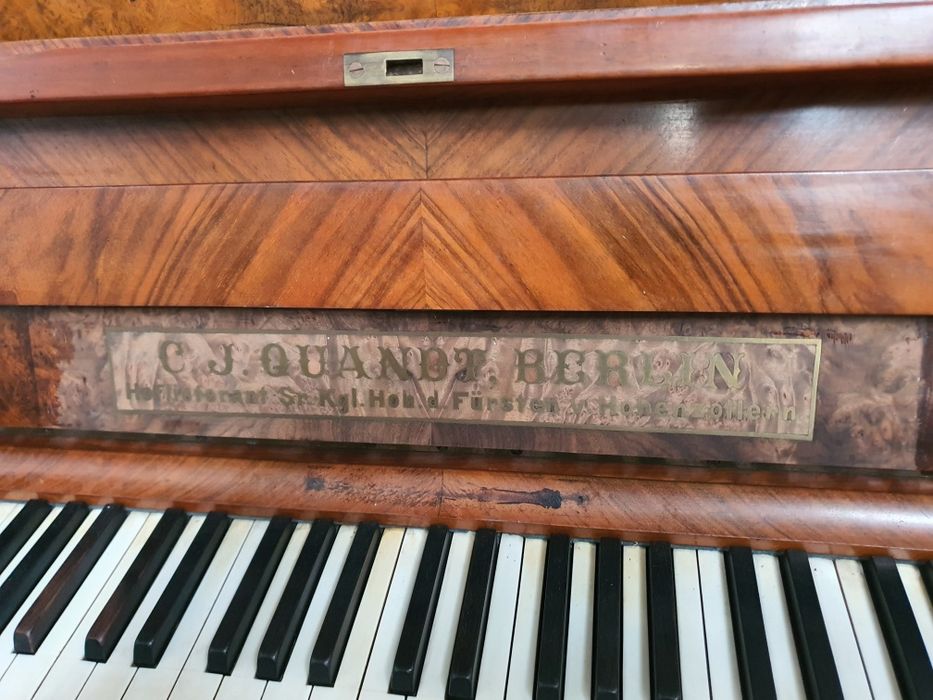 C J. QUANDT, BERLIN
Hoflieferant Sr. Kgl. Hoh d Fürsten v. Hohenzollern